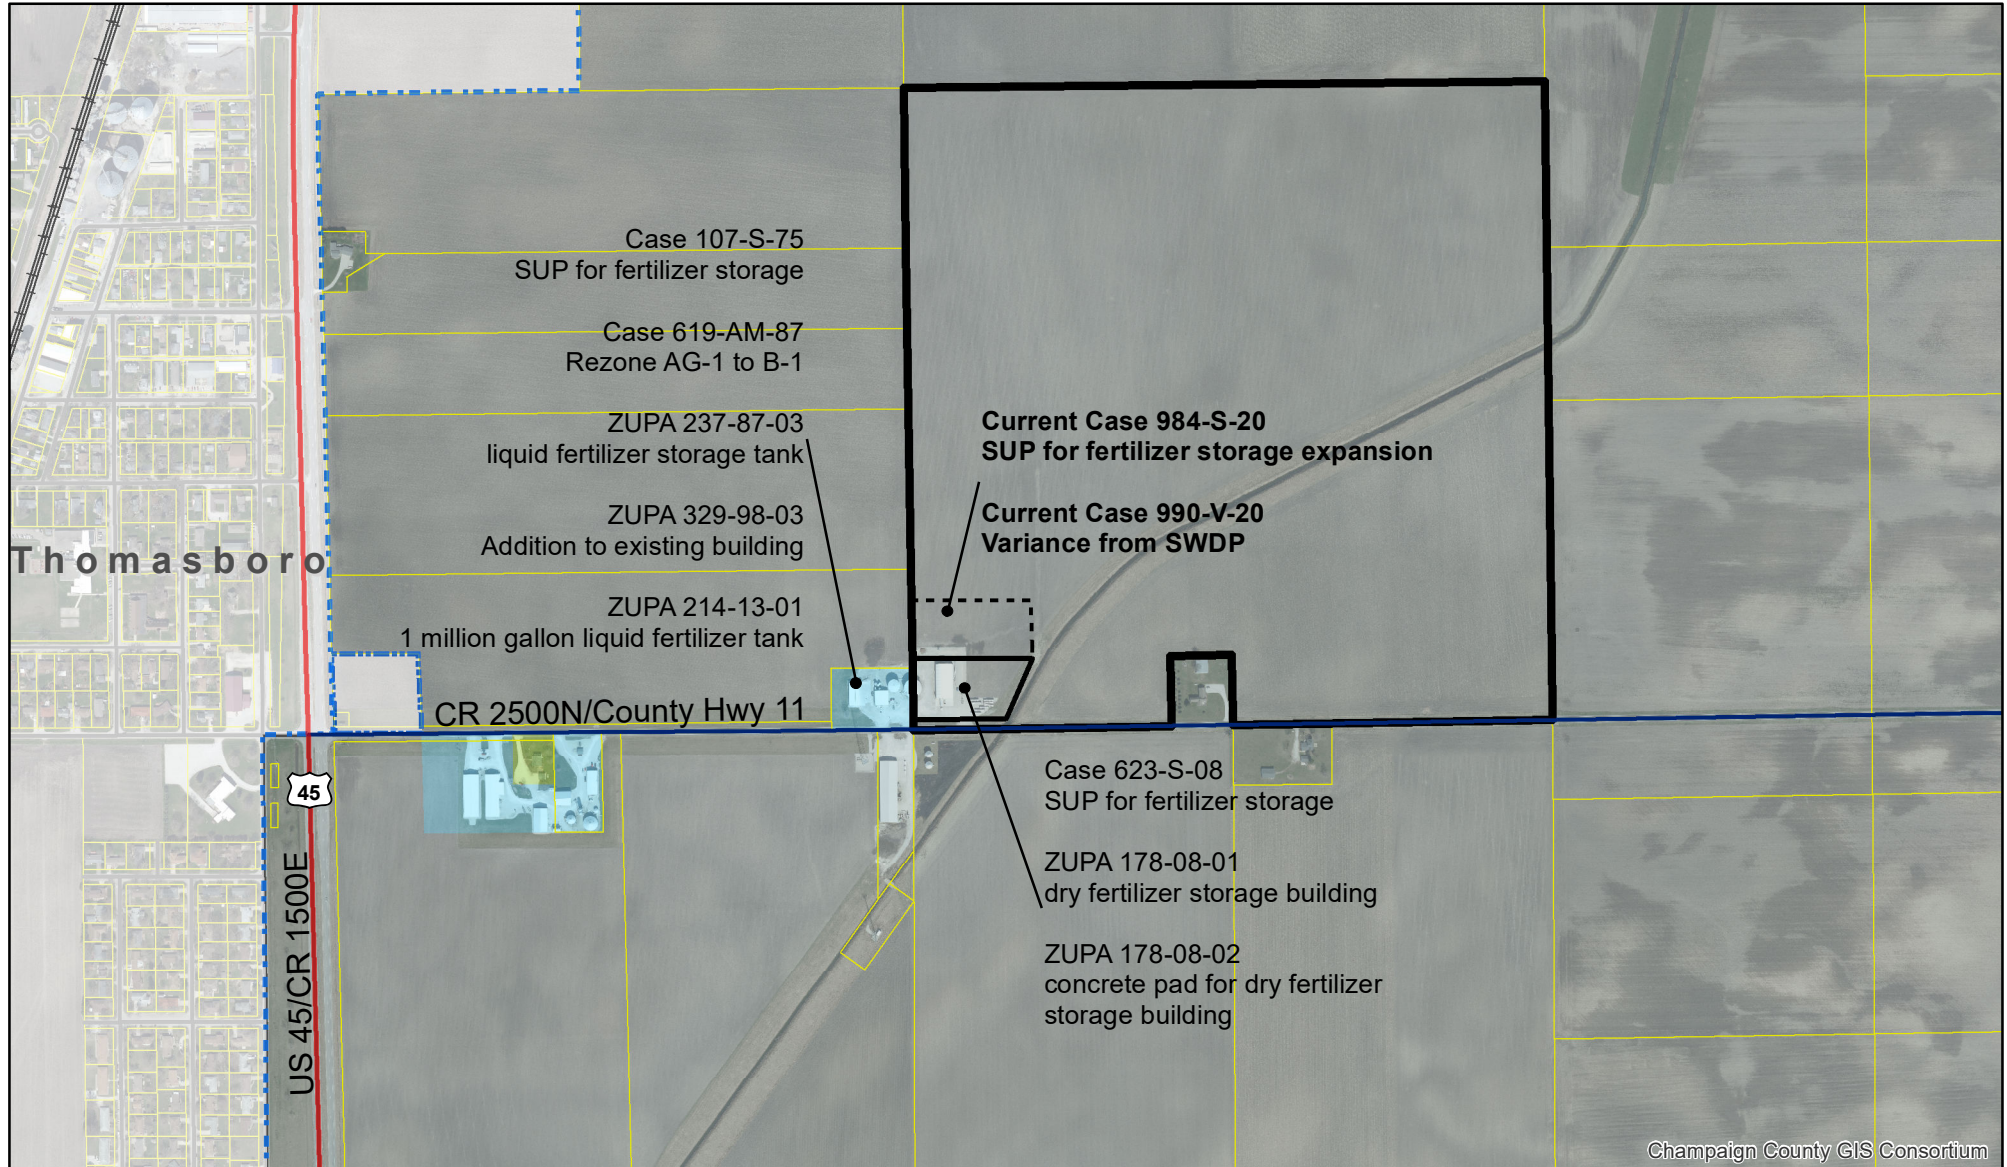 Case 107-S-75
SUP for fertilizer storage
Case 619-AM-87
Rezone AG-1 to B-1
ZUPA 237-87-03
liquid fertilizer storage tank
ZUPA 329-98-03
Addition to existing building
ZUPA 214-13-01
1 million gallon liquid fertilizer tank
Current Case 984-S-20
SUP for fertilizer storage expansion
Current Case 990-V-20
Variance from SWDP
Thomasboro
CR 2500N/County Hwy 11
45
US 45/CR 1500E
Case 623-S-08
SUP for fertilizer storage
ZUPA 178-08-01
dry fertilizer storage building
ZUPA 178-08-02
concrete pad for dry fertilizer
storage building
Champaign County GIS Consortium